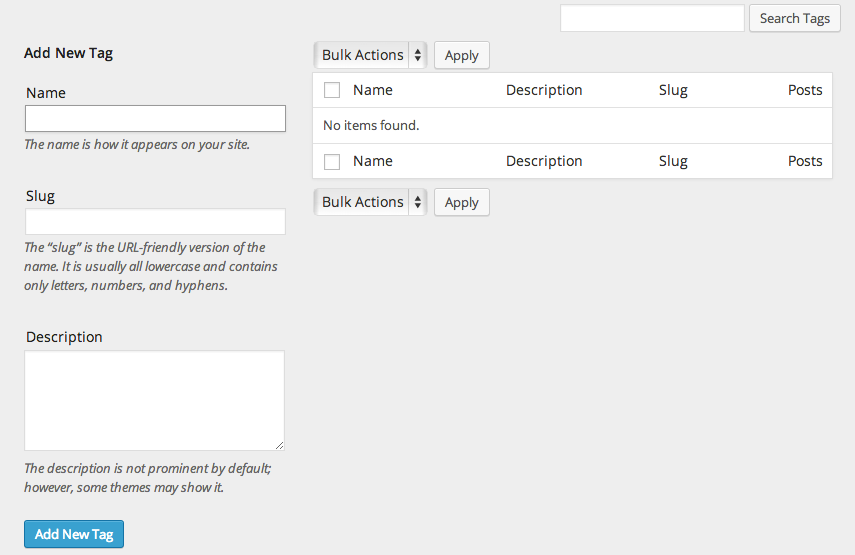 Search Tags
Add New Tag
Name
The name is how it appears on your site.
Slug
The “slug” is the URL-friendly version of the
name. It is usually all lowercase and contains
only letters, numbers, and hyphens.
Description
The description is not prominent by default;
however, some themes may show it.
Add New Tag
Bulk Actions Apply
Name Description Slug Posts
No items found.
Name Description Slug Posts
Bulk Actions Apply